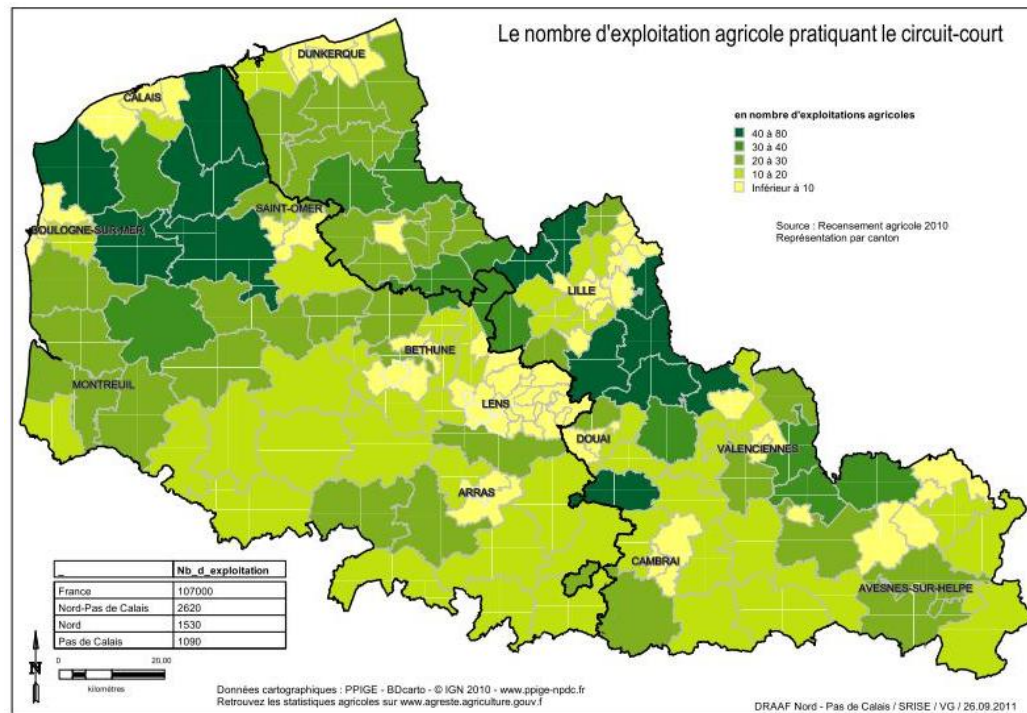 Le nombre d'exploitation agricole pratiquant le circuit-court
DUNKERQUE
CALAIS
en nombre d'exploitations agricoles
40 à 80
30 à 40
20 à 30
10 à 20
Inférieur à 10
SAINT-OMER
BOULOGNE-SUR-MER
Source : Recensement agricole 2010
Représentation par canton
LILLE
BETHUNE
MONTREUIL
LENS
DOUAI
VALENCIENNES
ARRAS
CAMBRAI
AVESNES-SUR-HELPE
_ Nb_d_exploitation
France 107000
Nord-Pas de Calais 2620
Nord 1530
Pas de Calais 1090
N
0 20,00
kilomètres
Données cartographiques : PPIGE - BDcarto - © IGN 2010 - www.ppige-npdc.fr
Retrouvez les statistiques agricoles sur www.agreste.agriculture.gouv.f
DRAAF Nord - Pas de Calais / SRISE / VG / 26.09.2011